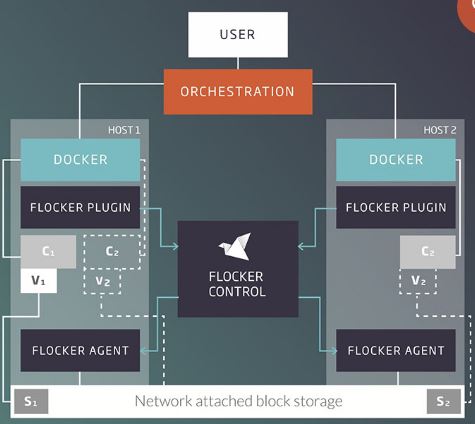 USER
ORCHESTRATION
HOST 1
DOCKER
FLOCKER PLUGIN
C1
C2
V1
V2
FLOCKER AGENT
FLOCKER
CONTROL
HOST 2
DOCKER
FLOCKER PLUGIN
C2
V2
FLOCKER AGENT
S1
Network attached block storage
S2